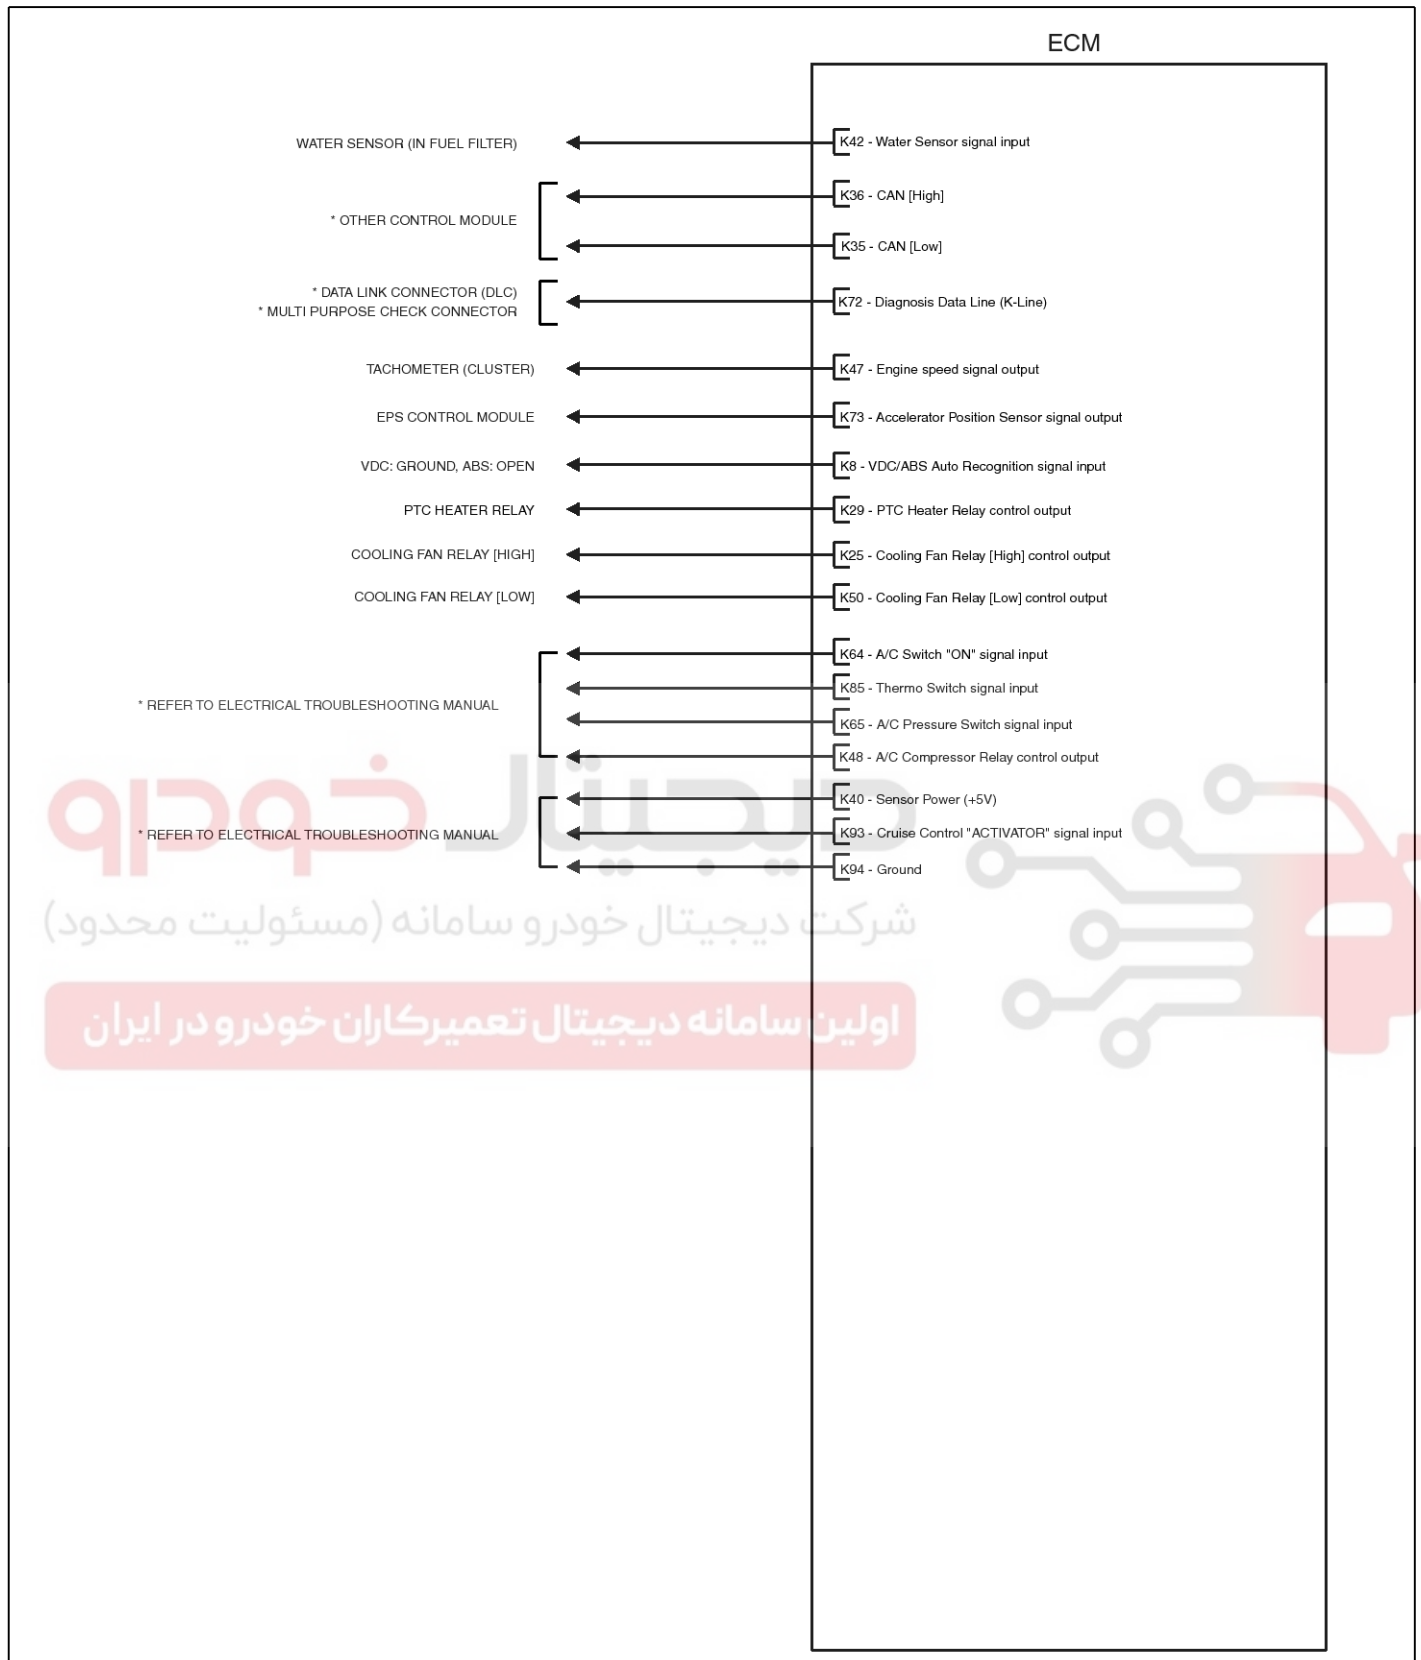 ECM
WATER SENSOR (IN FUEL FILTER)
K42 - Water Sensor signal input
K36 - CAN [High]
* OTHER CONTROL MODULE
K35 - CAN [Low]
* DATA LINK CONNECTOR (DLC)
* MULTI PURPOSE CHECK CONNECTOR
K72 - Diagnosis Data Line (K-Line)
TACHOMETER (CLUSTER)
K47 - Engine speed signal output
EPS CONTROL MODULE
K73 - Accelerator Position Sensor signal output
VDC: GROUND, ABS: OPEN
K8 - VDC/ABS Auto Recognition signal input
PTC HEATER RELAY
K29 - PTC Heater Relay control output
COOLING FAN RELAY [HIGH]
K25 - Cooling Fan Relay [High] control output
COOLING FAN RELAY [LOW]
K50 - Cooling Fan Relay [Low] control output
K64 - A/C Switch "ON" signal input
K85 - Thermo Switch signal input
* REFER TO ELECTRICAL TROUBLESHOOTING MANUAL
K65 - A/C Pressure Switch signal input
K48 - A/C Compressor Relay control output
K40 - Sensor Power (+5V)
* REFER TO ELECTRICAL TROUBLESHOOTING MANUAL
K93 - Cruise Control "ACTIVATOR" signal input
K94 - Ground
دیجیتال خودرو
شرکت دیجیتال خودرو سامانه (مسئولیت محدود)
اولین سامانه دیجیتال تعمیرکاران خودرو در ایران